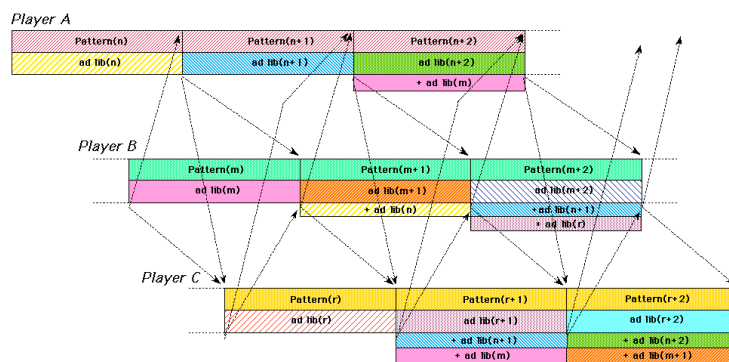 Player A
Pattern(n) Pattern(n+1) Pattern(n+2)
ad lib(n) ad lib(n+1) ad lib(n+2)
+ ad lib(m)
Player B
Pattern(m) Pattern(m+1) Pattern(m+2)
ad lib(m) ad lib(m+1) ad lib(m+2)
+ ad lib(n) + ad lib(n+1)
+ ad lib(r)
Player C
Pattern(r) Pattern(r+1) Pattern(r+2)
ad lib(r) ad lib(r+1) ad lib(r+2)
+ ad lib(n+1) + ad lib(n+2)
+ ad lib(m) + ad lib(m+1)